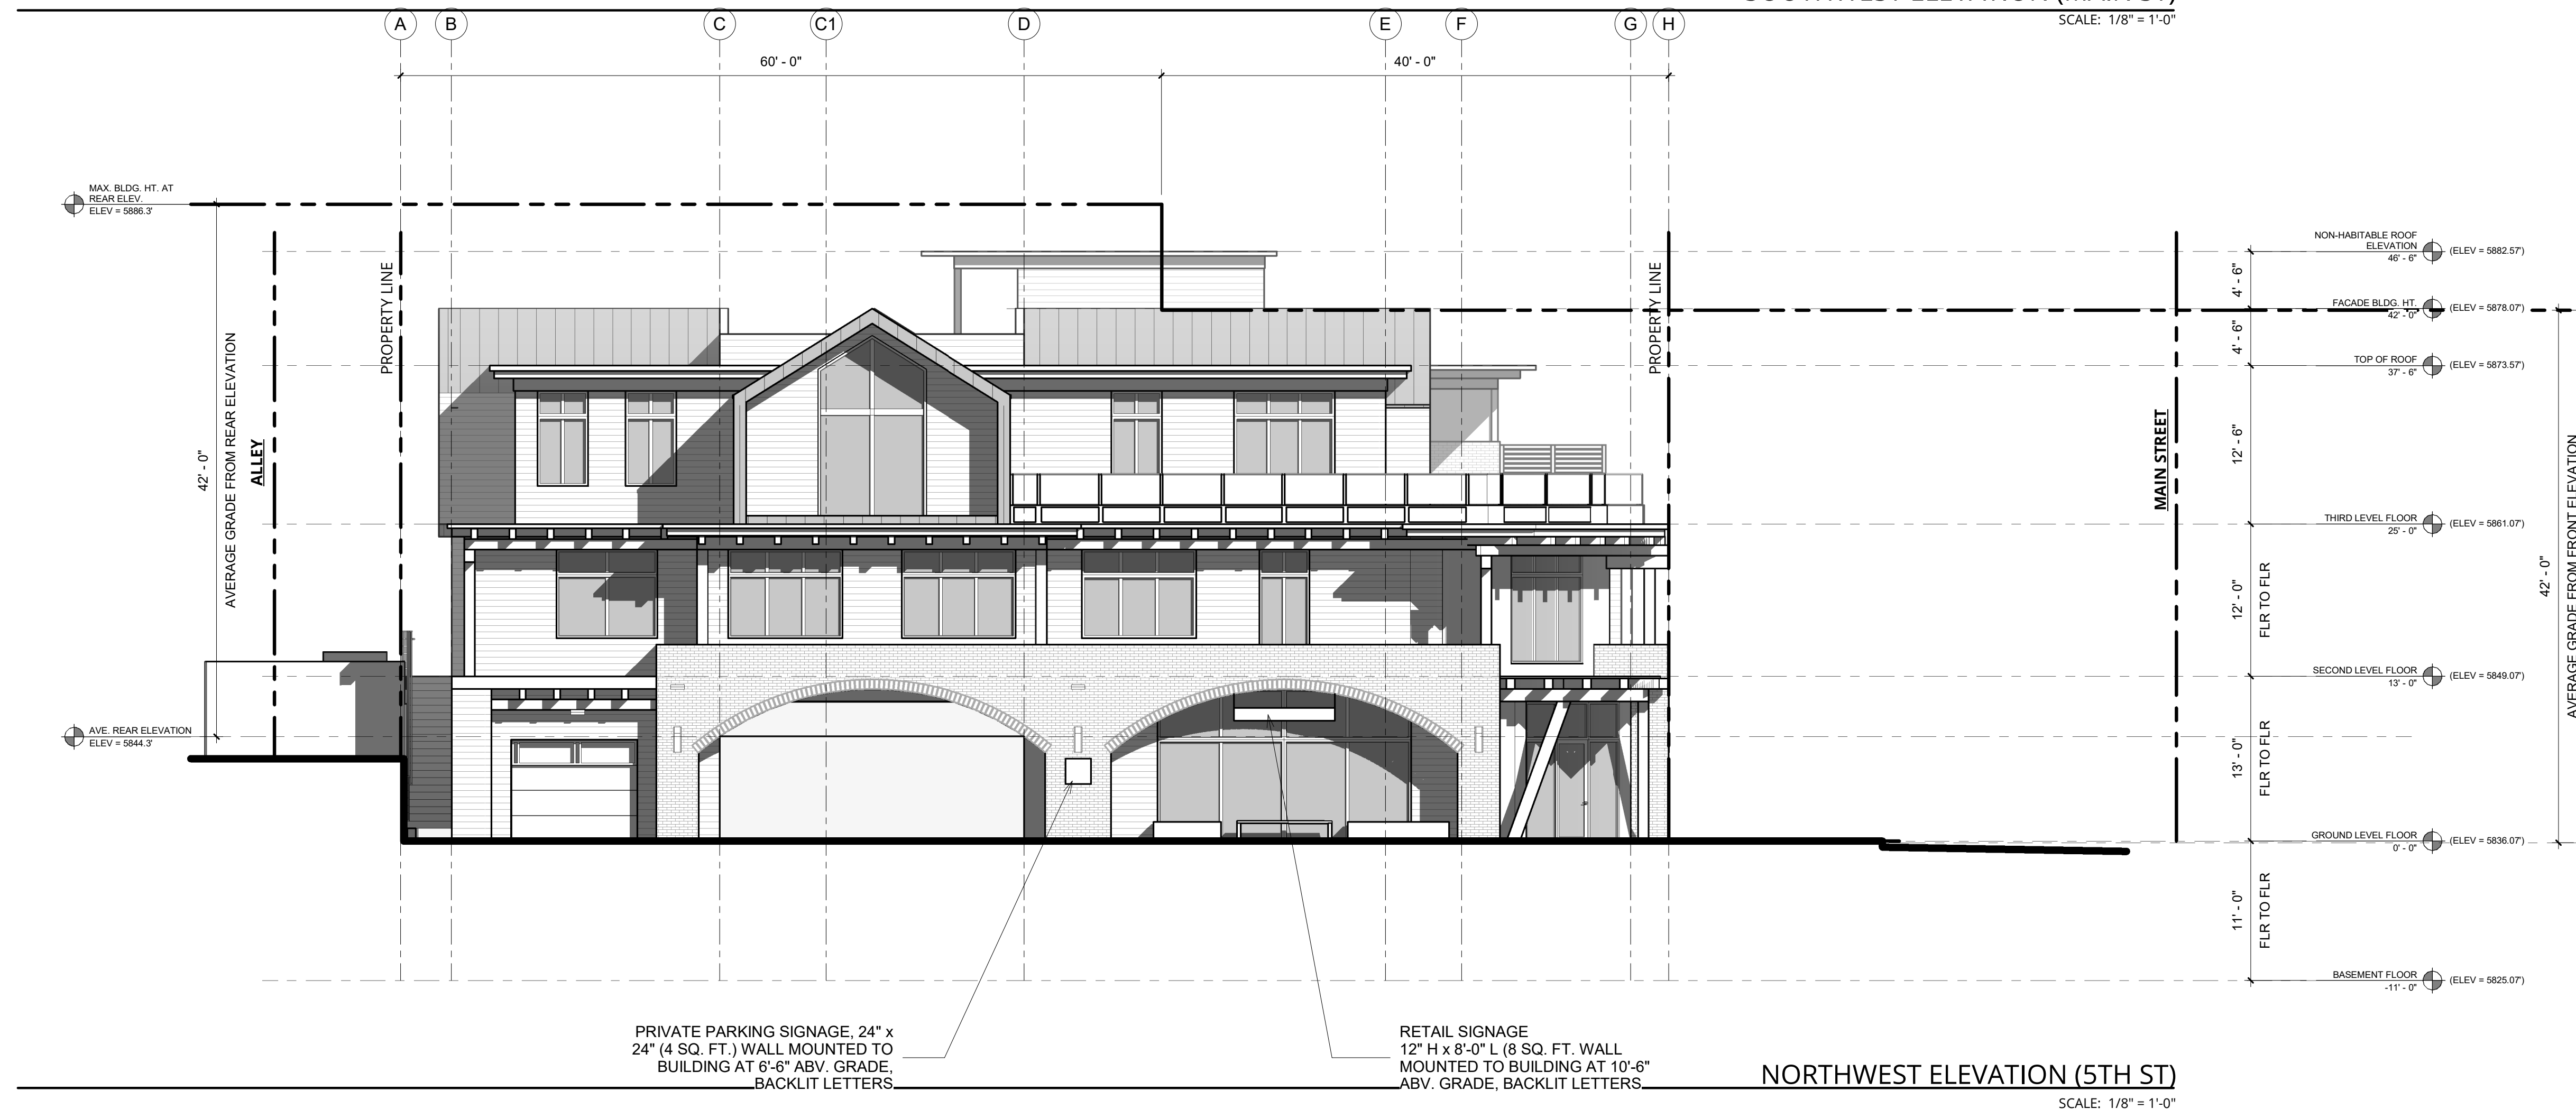 SCALE: 1/8" = 1'-0"
A
B
C
C1
D
E
F
G
H
60' - 0"
40' - 0"
MAX. BLDG. HT. AT
REAR ELEV.
ELEV = 5886.3'
42' - 0"
AVERAGE GRADE FROM REAR ELEVATION
ALLEY
PROPERTY LINE
AVE. REAR ELEVATION
ELEV = 5844.3'
PROPERTY LINE
MAIN STREET
4' - 6"
4' - 6"
12' - 6"
12' - 0"
FLR TO FLR
13' - 0"
FLR TO FLR
11' - 0"
FLR TO FLR
NON-HABITABLE ROOF
ELEVATION
46' - 6"
(ELEV = 5882.57')
FACADE BLDG. HT.
42' - 0"
(ELEV = 5878.07')
TOP OF ROOF
37' - 6"
(ELEV = 5873.57')
THIRD LEVEL FLOOR
25' - 0"
(ELEV = 5861.07')
SECOND LEVEL FLOOR
13' - 0"
(ELEV = 5849.07')
GROUND LEVEL FLOOR
0' - 0"
(ELEV = 5836.07')
BASEMENT FLOOR
-11' - 0"
(ELEV = 5825.07')
42' - 0"
AVERAGE GRADE FROM FRONT ELEVATION
PRIVATE PARKING SIGNAGE, 24" x
24" (4 SQ. FT.) WALL MOUNTED TO
BUILDING AT 6'-6" ABV. GRADE,
BACKLIT LETTERS
RETAIL SIGNAGE
12" H x 8'-0" L (8 SQ. FT. WALL
MOUNTED TO BUILDING AT 10'-6"
ABV. GRADE, BACKLIT LETTERS
NORTHWEST ELEVATION (5TH ST)
SCALE: 1/8" = 1'-0"